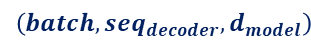 (batch, seq_decoder, d_model)